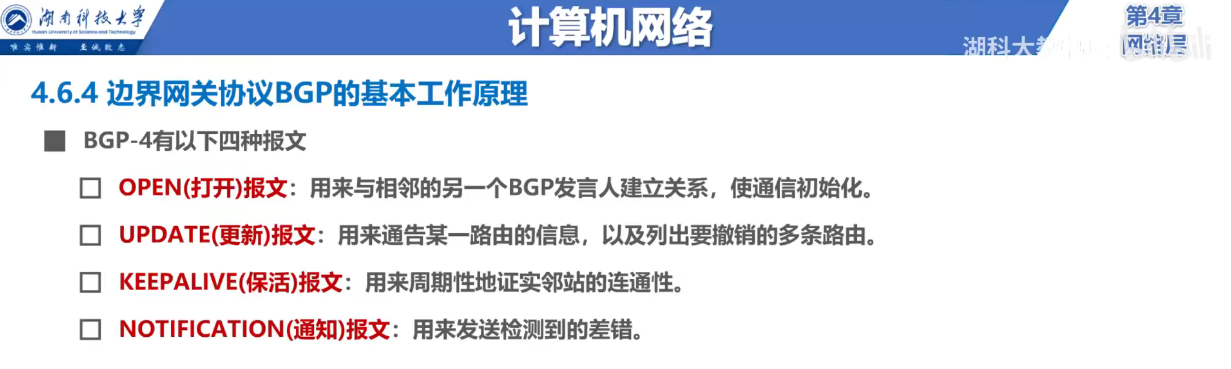 湖南科技大学
Hunan University of Science and Technology
唯实惟新 至诚致志
计算机网络
第4章
网络层
湖科大教
4.6.4 边界网关协议BGP的基本工作原理
BGP-4有以下四种报文
OPEN(打开)报文：用来与相邻的另一个BGP发言人建立关系，使通信初始化。
UPDATE(更新)报文：用来通告某一路由的信息，以及列出要撤销的多条路由。
KEEPALIVE(保活)报文：用来周期性地证实邻站的连通性。
NOTIFICATION(通知)报文：用来发送检测到的差错。